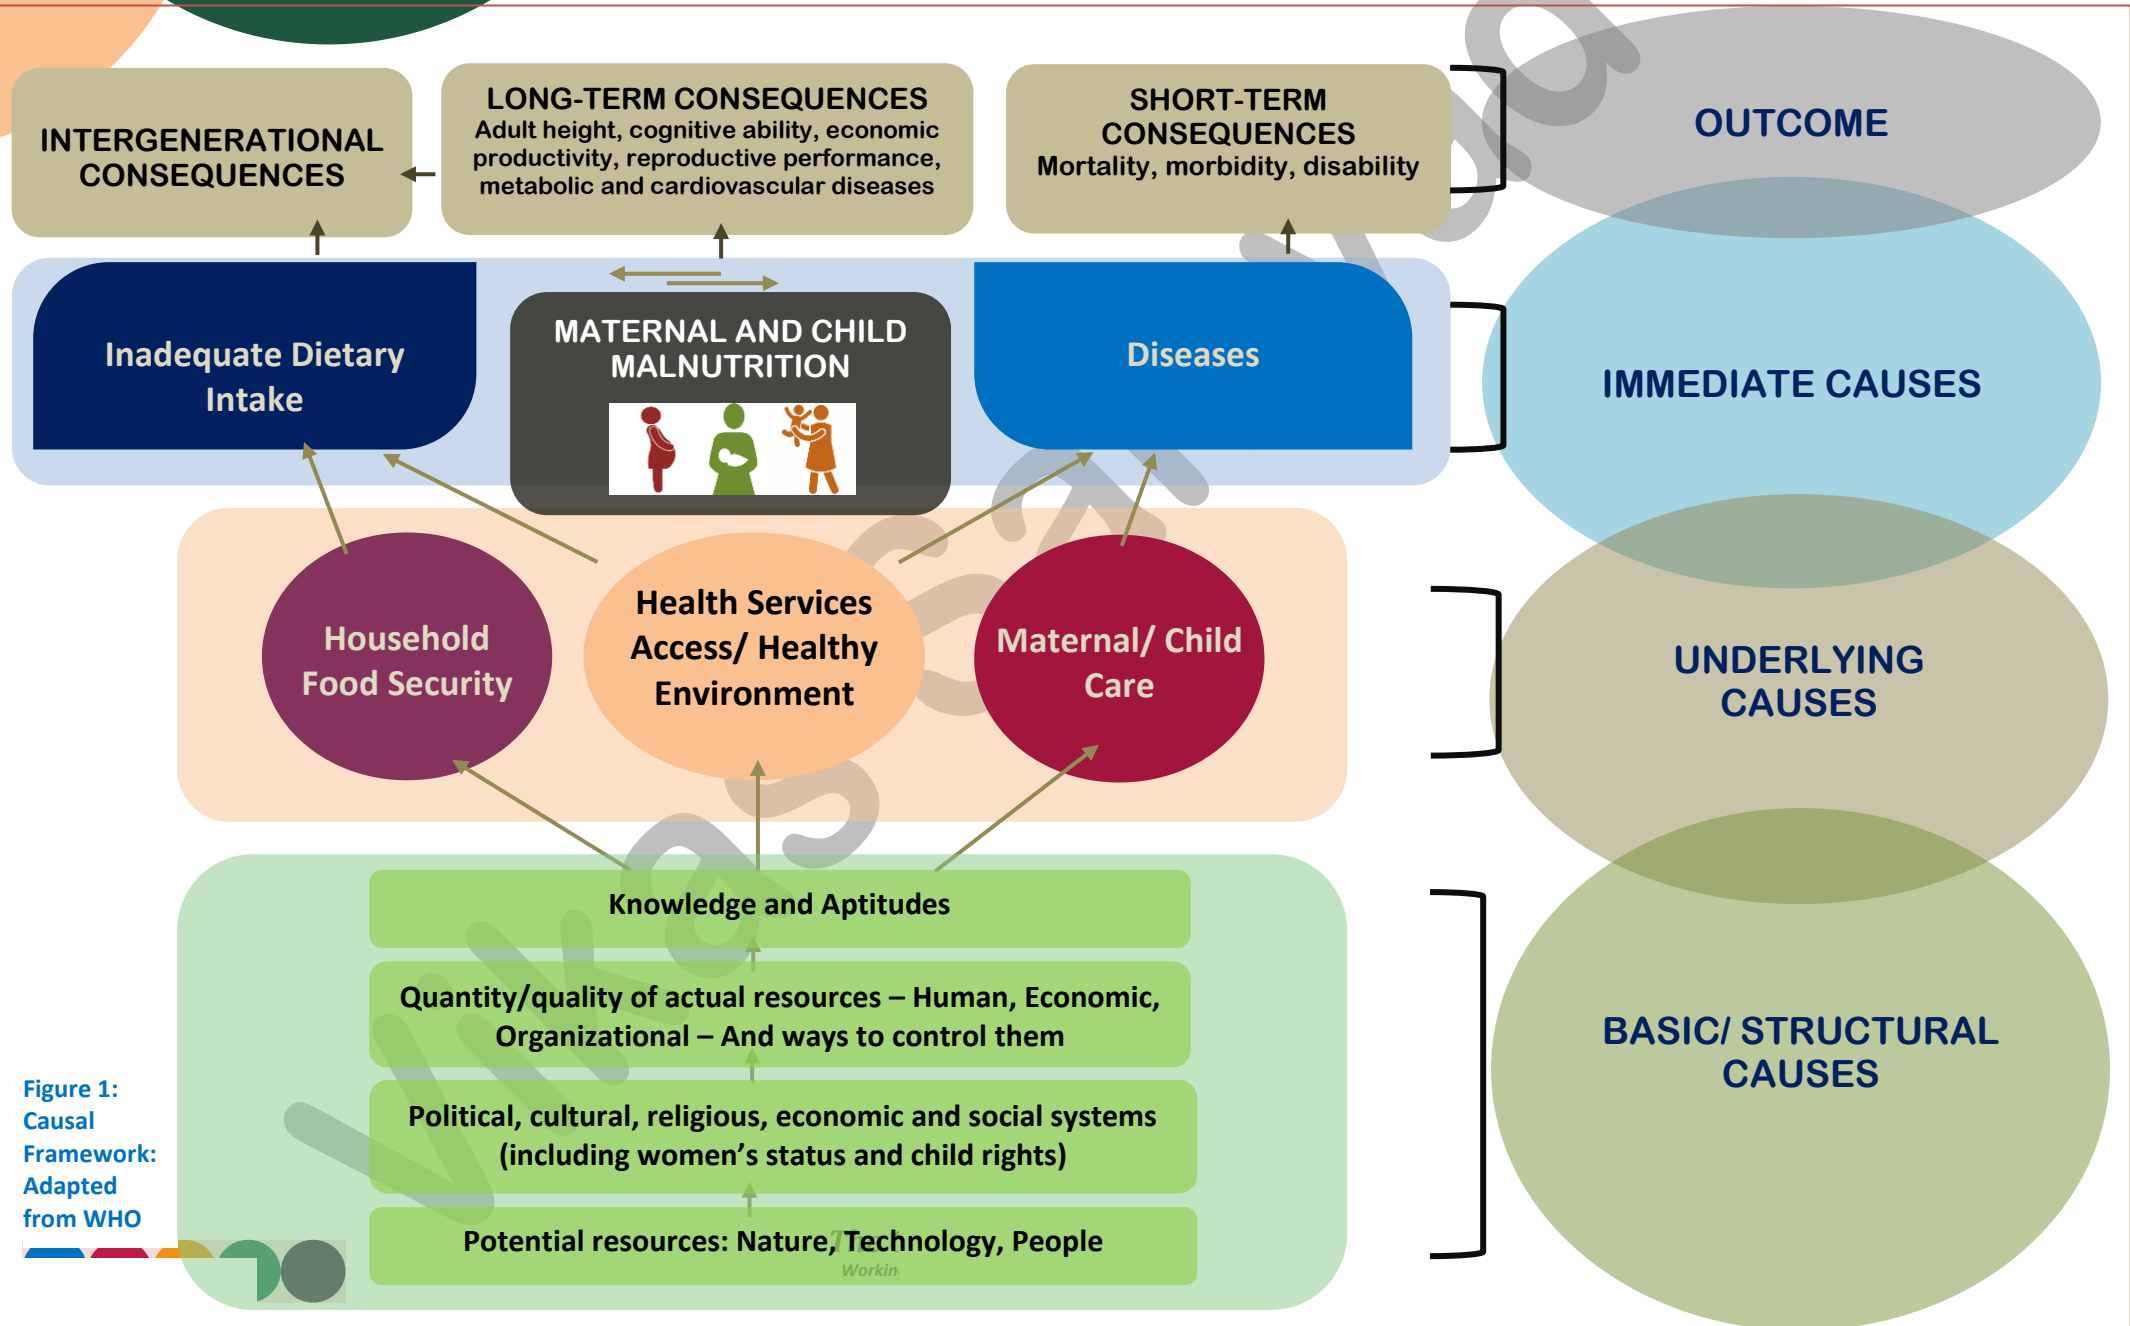 INTERGENERATIONAL
CONSEQUENCES
LONG-TERM CONSEQUENCES
Adult height, cognitive ability, economic
productivity, reproductive performance,
metabolic and cardiovascular diseases
SHORT-TERM
CONSEQUENCES
Mortality, morbidity, disability
OUTCOME
Inadequate Dietary
Intake
MATERNAL AND CHILD
MALNUTRITION
Diseases
IMMEDIATE CAUSES
Household
Food Security
Health Services
Access/ Healthy
Environment
Maternal/ Child
Care
UNDERLYING
CAUSES
Knowledge and Aptitudes
Quantity/quality of actual resources – Human, Economic,
Organizational – And ways to control them
Political, cultural, religious, economic and social systems
(including women's status and child rights)
Potential resources: Nature, Technology, People
BASIC/ STRUCTURAL
CAUSES
Figure 1:
Causal
Framework:
Adapted
from WHO
Vikas